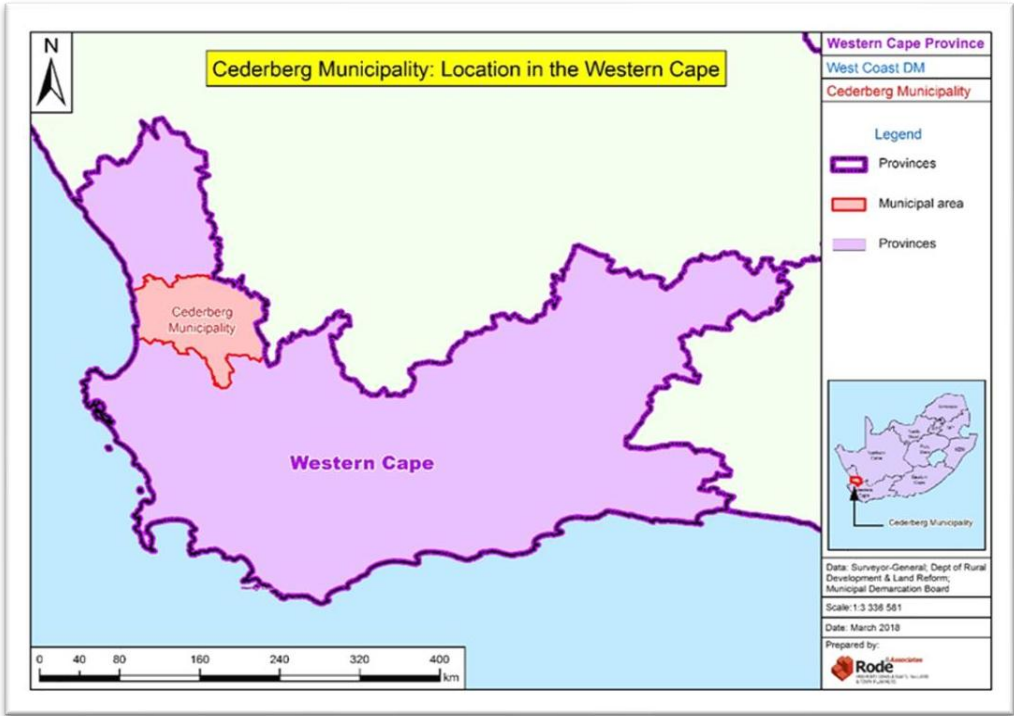 N
Cederberg Municipality: Location in the Western Cape
Western Cape Province
West Coast DM
Cederberg Municipality
Legend
Provinces
Municipal area
Provinces
Cederberg
Municipality
Western Cape
Cederberg Municipality
Data: Surveyor-General; Dept of Rural
Development & Land Reform;
Municipal Demarcation Board
Scale:1:3 336 581
Date: March 2018
Prepared by:
Rode
&Associates
0 40 80 160 240 320 400
km